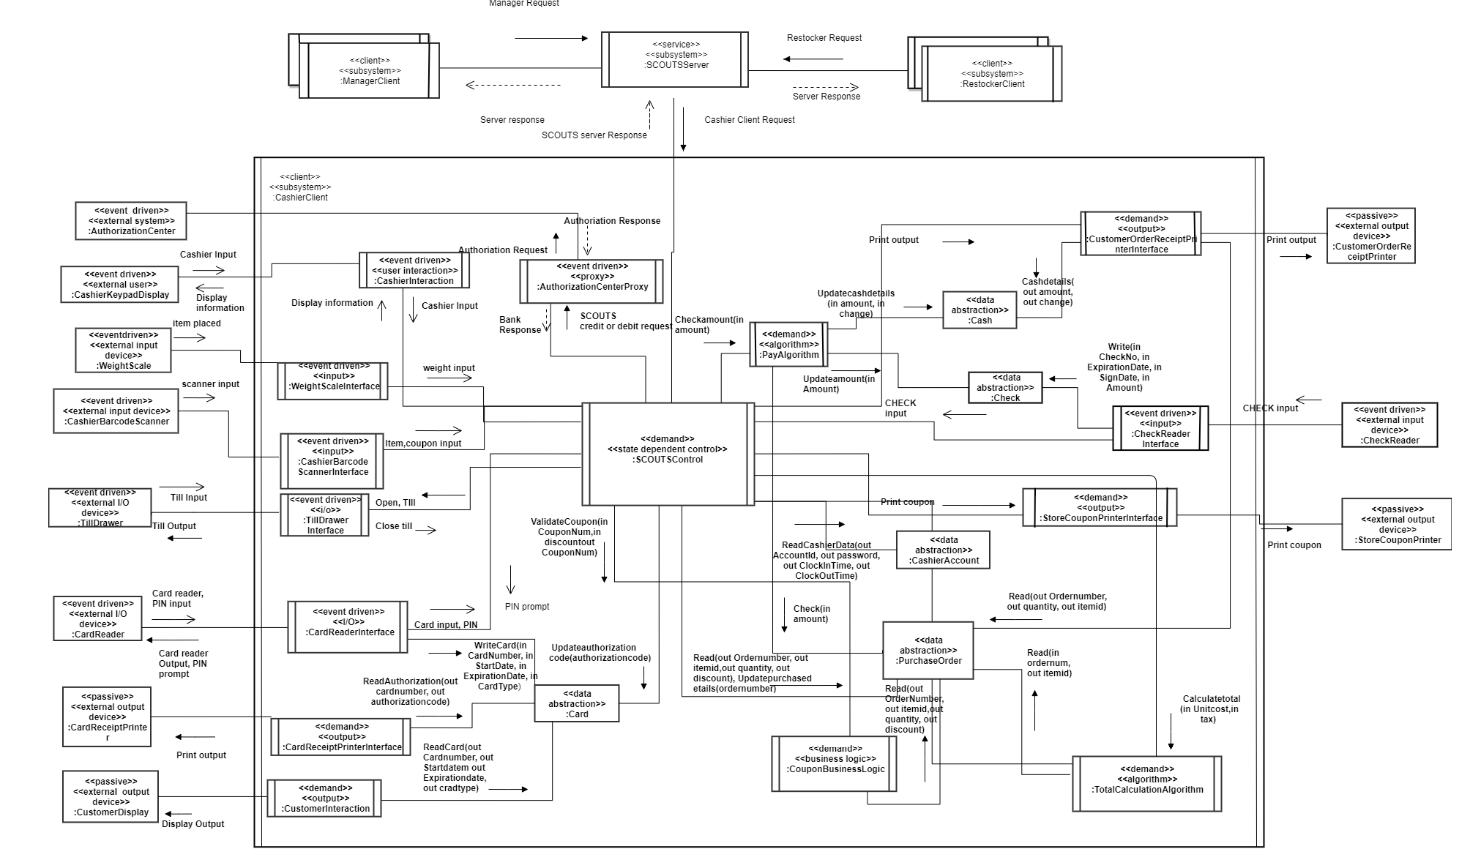 Manager Request
<<client>>
<<subsystem>>
:ManagerClient
<<service>>
<<subsystem>>
:SCOUTSServer
Restocker Request
<<client>>
<<subsystem>>
:RestockerClient
Server Response
Server response
SCOUTS server Response
Cashier Client Request
<<client>>
<<subsystem>>
:CashierClient
<<event  driven>>
<<external system>>
:AuthorizationCenter
Cashier Input
<<event driven>>
<<external user>>
:CashierKeypadDisplay
Display
information
item placed
<<eventdriven>>
<<external input
device>>
:WeightScale
scanner input
<<event driven>>
<<external input device>>
:CashierBarcodeScanner
<<event driven>>
<<external I/O
device>>
:TillDrawer
Till Input
Till Output
Card reader,
PIN input
<<event driven>>
<<external I/O
device>>
:CardReader
Card reader
Output, PIN
prompt
<<passive>>
<<external output
device>>
:CardReceiptPrinte
r
Print output
<<passive>>
<<external  output
device>>
:CustomerDisplay
Display Output
<<event driven>>
<<user interaction>>
:CashierInteraction
Authoriation Request
Authoriation Response
<<event driven>>
<<proxy>>
:AuthorizationCenterProxy
Display information
Cashier Input
Bank
Response
SCOUTS
credit or debit request
Checkamount(in
amount)
<<event driven>>
<<input>>
:WeightScaleInterface
weight input
<<event driven>>
<<input>>
:CashierBarcode
ScannerInterface
Item,coupon input
<<event driven>>
<<i/o>>
:TillDrawer
Interface
Open, Till
Close till
<<demand>>
<<state dependent control>>
:SCOUTSControl
<<demand>>
<<algorithm>>
:PayAlgorithm
Updatecashdetails
(in amount, in
change)
<<data
abstraction>>
:Cash
Cashdetails(
out amount,
out change)
Print output
<<demand>>
<<output>>
:CustomerOrderReceiptPri
nterInterface
Print output
<<passive>>
<<external output
device>>
:CustomerOrderRe
ceiptPrinter
Updateamount(in
Amount)
<<data
abstraction>>
:Check
Write(in
CheckNo, in
ExpirationDate, in
SignDate, in
Amount)
CHECK
input
<<event driven>>
<<input>>
:CheckReader
Interface
CHECK input
<<event driven>>
<<external input
device>>
:CheckReader
Print coupon
<<demand>>
<<output>>
:StoreCouponPrinterInterface
<<passive>>
<<external output
device>>
:StoreCouponPrinter
Print coupon
ValidateCoupon(in
CouponNum,in
discountout
CouponNum)
ReadCashierData(out
AccountId, out password,
out ClockInTime, out
ClockOutTime)
<<data
abstraction>>
:CashierAccount
PIN prompt
<<event driven>>
<<I/O>>
:CardReaderInterface
Card input, PIN
WriteCard(in
CardNumber, in
StartDate, in
ExpirationDate, in
CardType)
Updateauthorization
code(authorizationcode)
Check(in
amount)
Read(out Ordernumber,
out quantity, out itemid)
<<data
abstraction>>
:PurchaseOrder
Read(out Ordernumber, out
itemid,out quantity, out
discount), Updatepurchased
etails(ordernumber)
Read(in
ordernum,
out itemid)
ReadAuthorization(out
cardnumber, out
authorizationcode)
<<data
abstraction>>
:Card
Read(out
OrderNumber,
out itemid,out
quantity, out
discount)
Calculatetotal
(in Unitcost,in
tax)
<<demand>>
<<output>>
:CardReceiptPrinterInterface
ReadCard(out
Cardnumber, out
Startdatem out
Expirationdate,
out cradtype)
<<demand>>
<<output>>
:CustomerInteraction
<<demand>>
<<business logic>>
:CouponBusinessLogic
<<demand>>
<<algorithm>>
:TotalCalculationAlgorithm